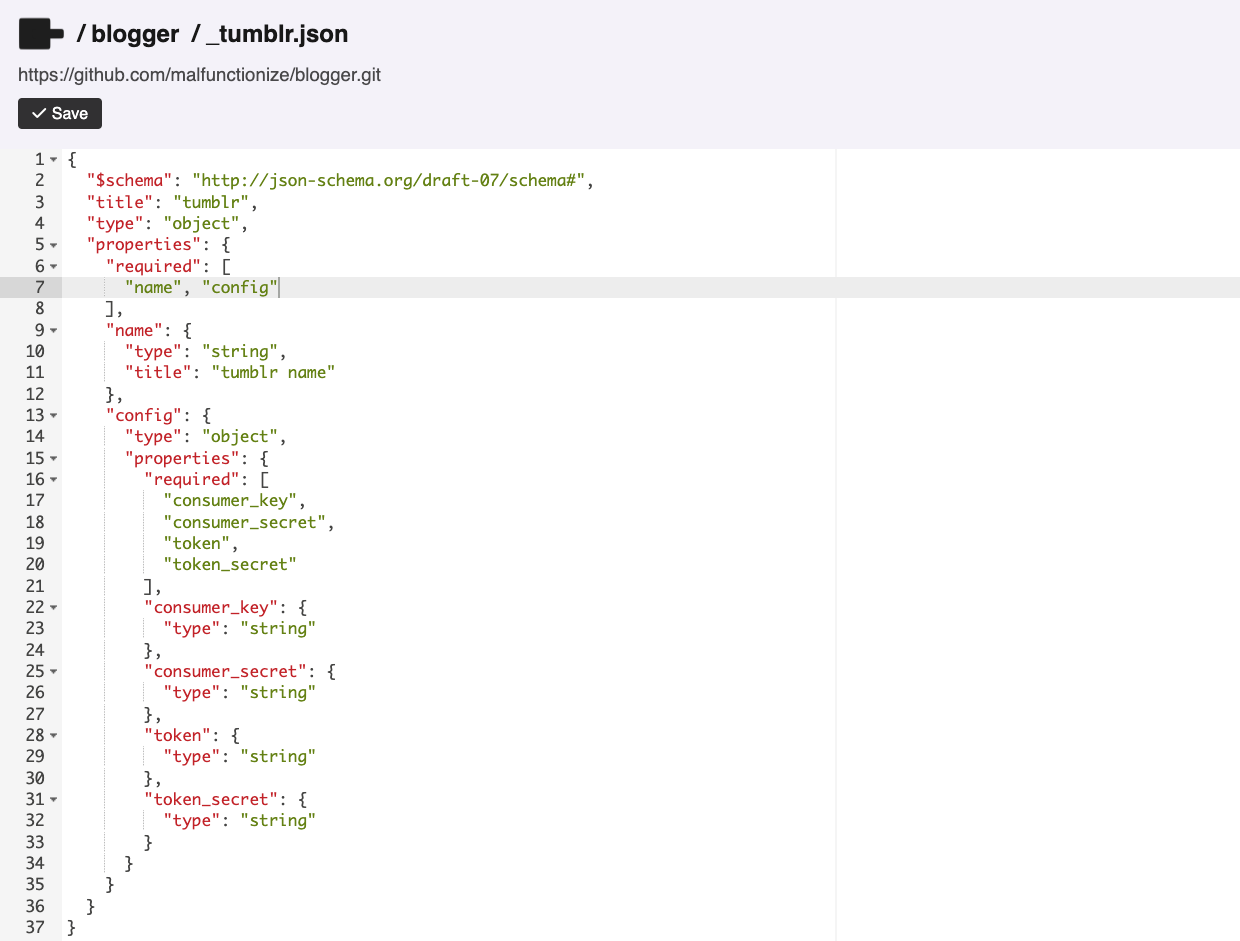 / blogger / _tumblr.json
https://github.com/malfunctionize/blogger.git
Save
1 {
2 "$schema": "http://json-schema.org/draft-07/schema#",
3 "title": "tumblr",
4 "type": "object",
5 "properties": {
6 "required": [
7 "name", "config"
8 ],
9 "name": {
10 "type": "string",
11 "title": "tumblr name"
12 },
13 "config": {
14 "type": "object",
15 "properties": {
16 "required": [
17 "consumer_key",
18 "consumer_secret",
19 "token",
20 "token_secret"
21 ],
22 "consumer_key": {
23 "type": "string"
24 },
25 "consumer_secret": {
26 "type": "string"
27 },
28 "token": {
29 "type": "string"
30 },
31 "token_secret": {
32 "type": "string"
33 }
34 }
35 }
36 }
37 }